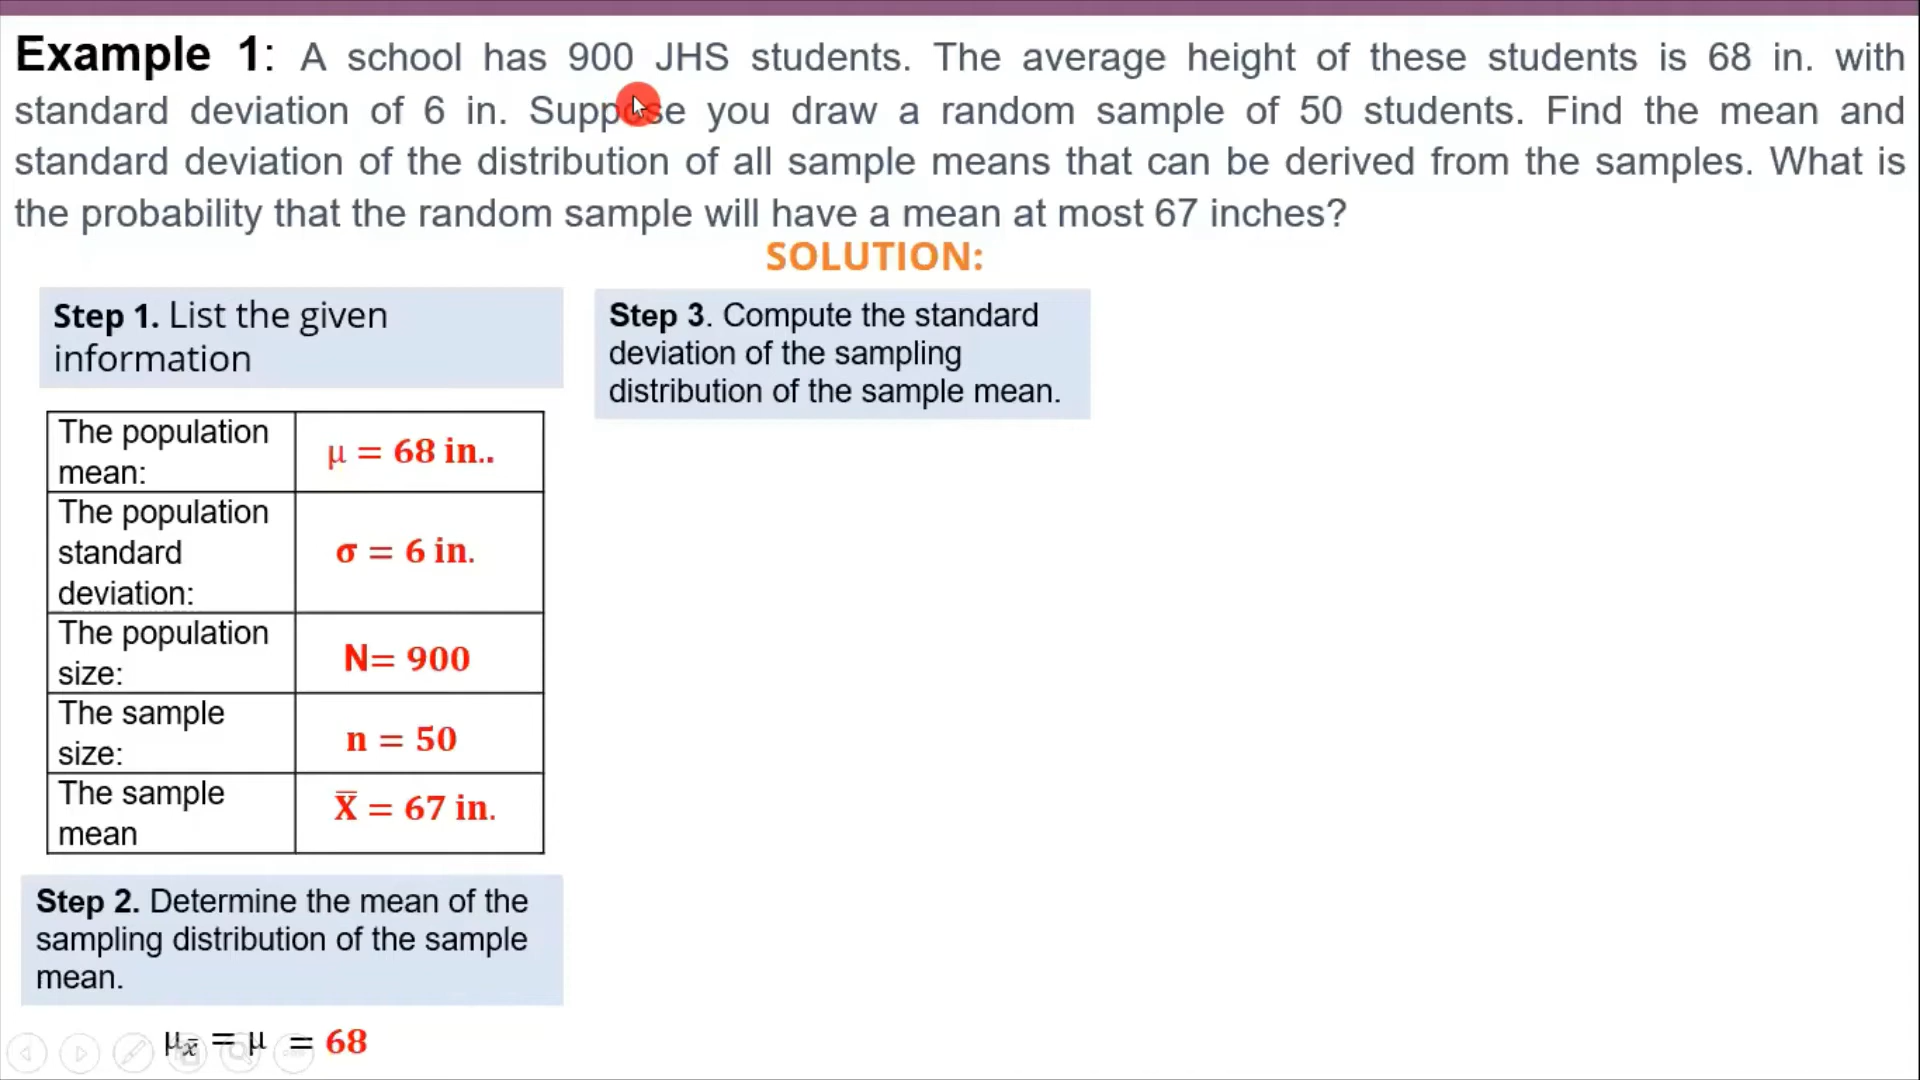 Example 1: A school has 900 JHS students. The average height of these students is 68 in. with
standard deviation of 6 in. Suppose you draw a random sample of 50 students. Find the mean and
standard deviation of the distribution of all sample means that can be derived from the samples. What is
the probability that the random sample will have a mean at most 67 inches?
SOLUTION:
Step 1. List the given
information
The population
mean:
μ = 68 in..
The population
standard
deviation:
σ = 6 in.
The population
size:
N= 900
The sample
size:
n = 50
The sample
mean
X̅ = 67 in.
Step 2. Determine the mean of the
sampling distribution of the sample
mean.
μx̅ = μ = 68
Step 3. Compute the standard
deviation of the sampling
distribution of the sample mean.